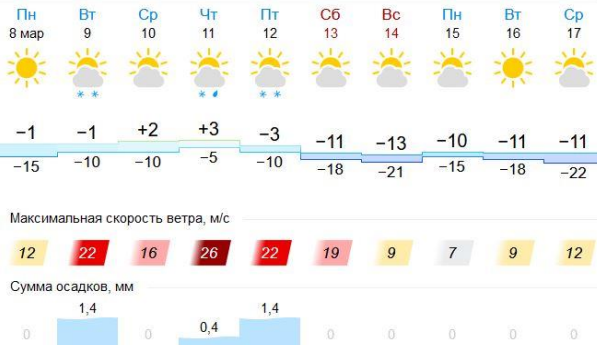 Пн Вт Ср Чт Пт Сб Вс Пн Вт Ср
8 мар 9 10 11 12 13 14 15 16 17
−1 −1 +2 +3 −3 −11 −13 −10 −11 −11
−15 −10 −10 −5 −10 −18 −21 −15 −18 −22
Максимальная скорость ветра, м/с
12 22 16 26 22 19 9 7 9 12
Сумма осадков, мм
0 1,4 0 0,4 1,4 0 0 0 0 0